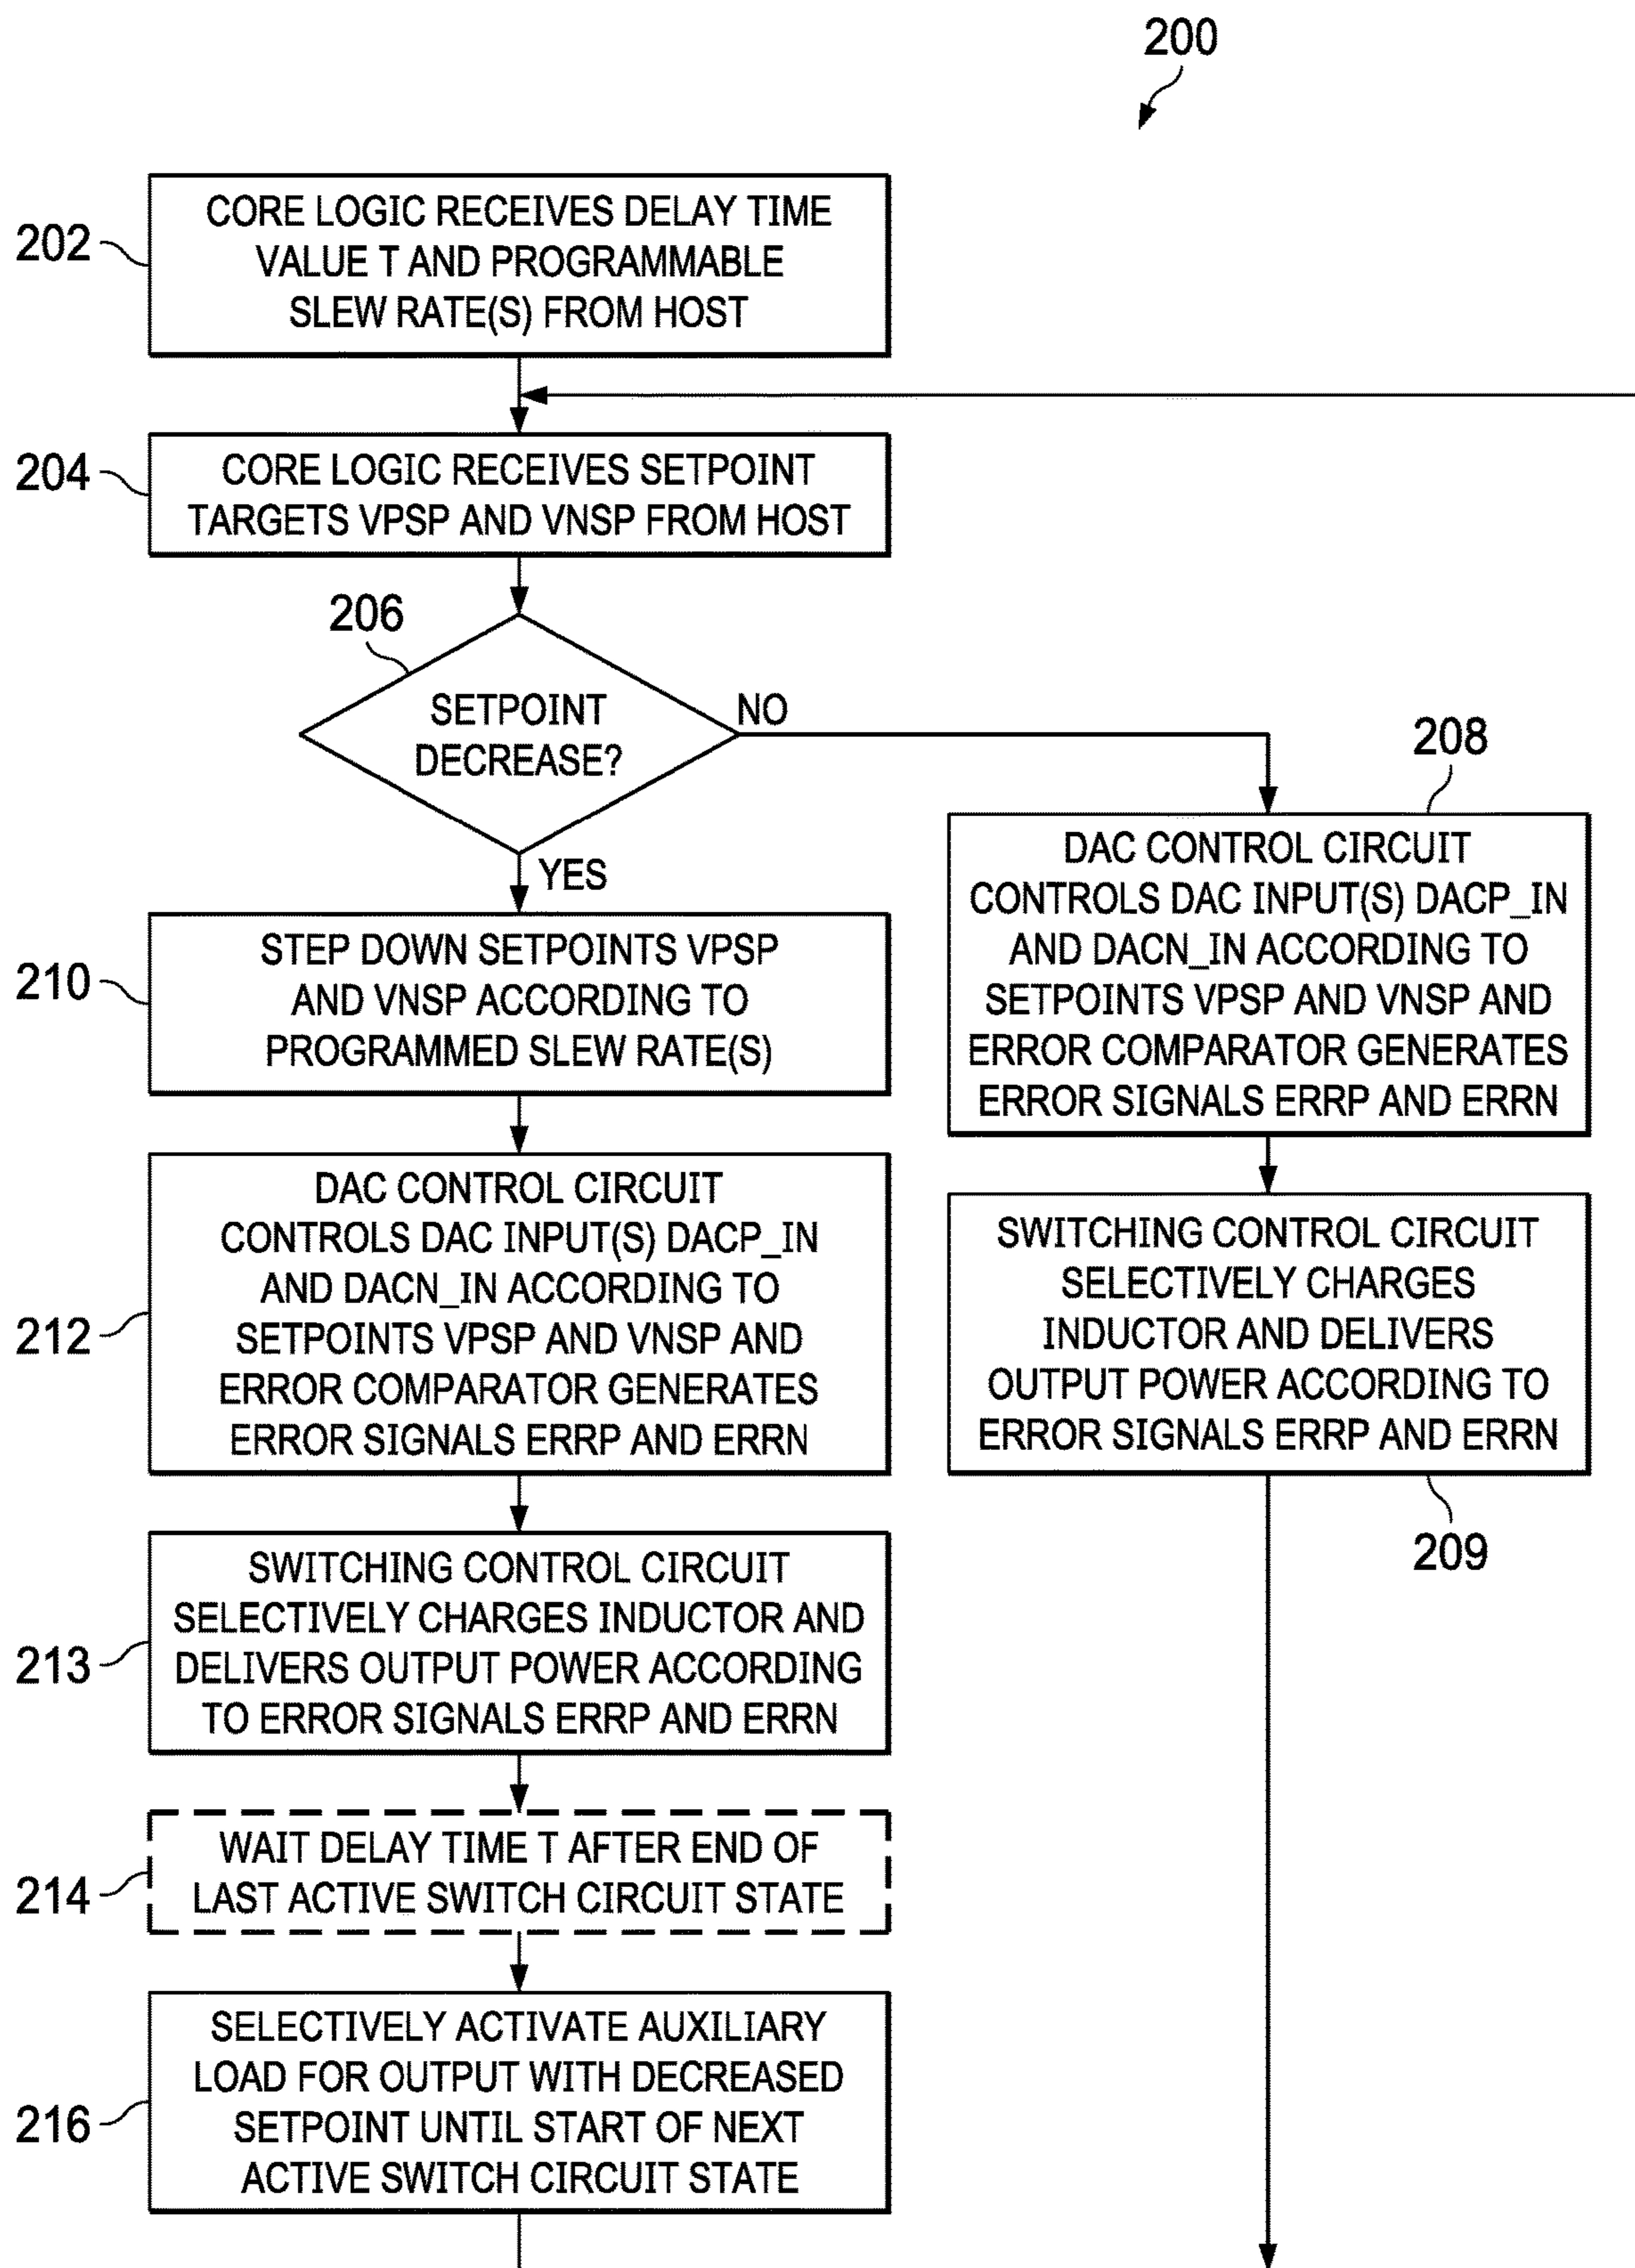 200
202
CORE LOGIC RECEIVES DELAY TIME
VALUE T AND PROGRAMMABLE
SLEW RATE(S) FROM HOST
204
CORE LOGIC RECEIVES SETPOINT
TARGETS VPSP AND VNSP FROM HOST
206
SETPOINT
DECREASE?
NO
YES
208
DAC CONTROL CIRCUIT
CONTROLS DAC INPUT(S) DACP_IN
AND DACN_IN ACCORDING TO
SETPOINTS VPSP AND VNSP AND
ERROR COMPARATOR GENERATES
ERROR SIGNALS ERRP AND ERRN
SWITCHING CONTROL CIRCUIT
SELECTIVELY CHARGES
INDUCTOR AND DELIVERS
OUTPUT POWER ACCORDING TO
ERROR SIGNALS ERRP AND ERRN
209
210
STEP DOWN SETPOINTS VPSP
AND VNSP ACCORDING TO
PROGRAMMED SLEW RATE(S)
212
DAC CONTROL CIRCUIT
CONTROLS DAC INPUT(S) DACP_IN
AND DACN_IN ACCORDING TO
SETPOINTS VPSP AND VNSP AND
ERROR COMPARATOR GENERATES
ERROR SIGNALS ERRP AND ERRN
213
SWITCHING CONTROL CIRCUIT
SELECTIVELY CHARGES INDUCTOR AND
DELIVERS OUTPUT POWER ACCORDING
TO ERROR SIGNALS ERRP AND ERRN
214
WAIT DELAY TIME T AFTER END OF
LAST ACTIVE SWITCH CIRCUIT STATE
216
SELECTIVELY ACTIVATE AUXILIARY
LOAD FOR OUTPUT WITH DECREASED
SETPOINT UNTIL START OF NEXT
ACTIVE SWITCH CIRCUIT STATE